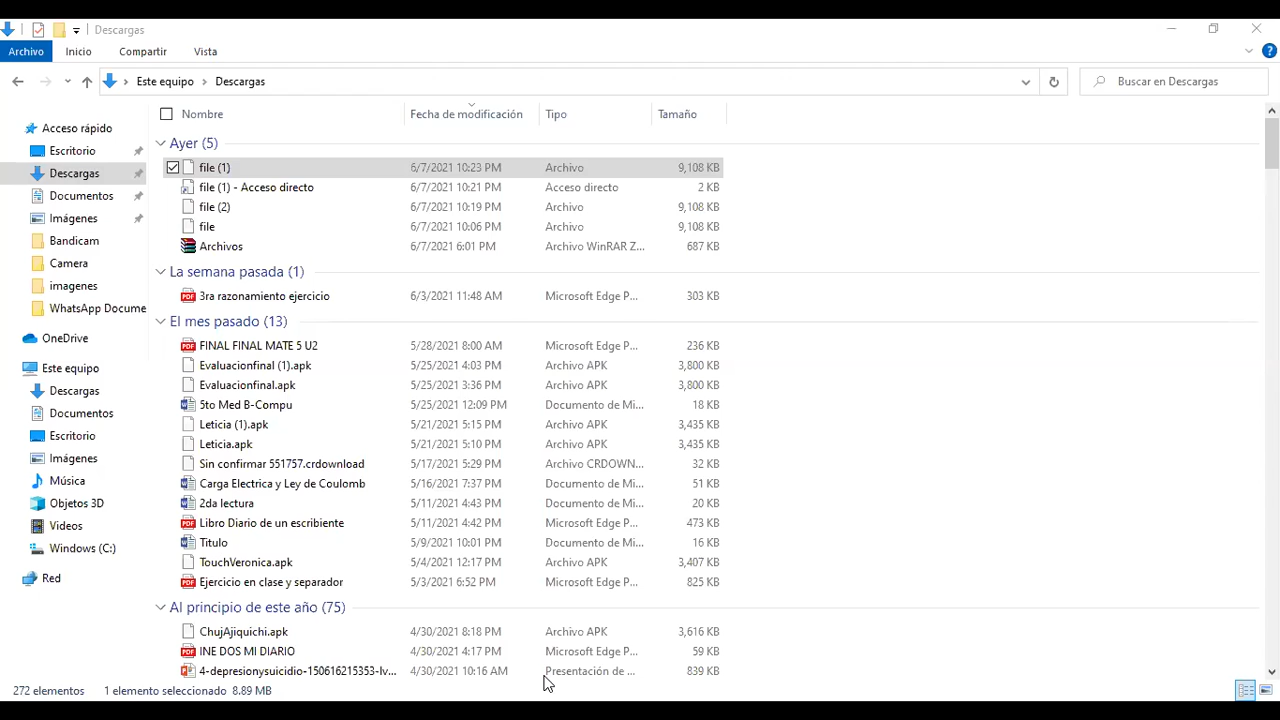 Descargas
Archivo Inicio Compartir Vista
Este equipo Descargas Buscar en Descargas
Nombre Fecha de modificación Tipo Tamaño
Acceso rápido
Escritorio
Descargas
Documentos
Imágenes
Bandicam
Camera
imagenes
WhatsApp Docume
OneDrive
Este equipo
Descargas
Documentos
Escritorio
Imágenes
Música
Objetos 3D
Videos
Windows (C:)
Red
Ayer (5)
file (1) 6/7/2021 10:23 PM Archivo 9,108 KB
file (1) - Acceso directo 6/7/2021 10:21 PM Acceso directo 2 KB
file (2) 6/7/2021 10:19 PM Archivo 9,108 KB
file 6/7/2021 10:06 PM Archivo 9,108 KB
Archivos 6/7/2021 6:01 PM Archivo WinRAR Z... 687 KB
La semana pasada (1)
3ra razonamiento ejercicio 6/3/2021 11:48 AM Microsoft Edge P... 303 KB
El mes pasado (13)
FINAL FINAL MATE 5 U2 5/28/2021 8:00 AM Microsoft Edge P... 236 KB
Evaluacionfinal (1).apk 5/25/2021 4:03 PM Archivo APK 3,800 KB
Evaluacionfinal.apk 5/25/2021 3:36 PM Archivo APK 3,800 KB
5to Med B-Compu 5/25/2021 12:09 PM Documento de Mi... 18 KB
Leticia (1).apk 5/21/2021 5:15 PM Archivo APK 3,435 KB
Leticia.apk 5/21/2021 5:10 PM Archivo APK 3,435 KB
Sin confirmar 551757.crdownload 5/17/2021 5:29 PM Archivo CRDOWN... 32 KB
Carga Electrica y Ley de Coulomb 5/16/2021 7:37 PM Documento de Mi... 51 KB
2da lectura 5/11/2021 4:43 PM Documento de Mi... 20 KB
Libro Diario de un escribiente 5/11/2021 4:42 PM Microsoft Edge P... 473 KB
Titulo 5/9/2021 10:01 PM Documento de Mi... 16 KB
TouchVeronica.apk 5/4/2021 12:17 PM Archivo APK 3,407 KB
Ejercicio en clase y separador 5/3/2021 6:52 PM Microsoft Edge P... 825 KB
Al principio de este año (75)
ChujAjiquichi.apk 4/30/2021 8:18 PM Archivo APK 3,616 KB
INE DOS MI DIARIO 4/30/2021 4:17 PM Microsoft Edge P... 59 KB
4-depresionysuicidio-150616215353-lv... 4/30/2021 10:16 AM Presentación de ... 839 KB
272 elementos 1 elemento seleccionado 8.89 MB